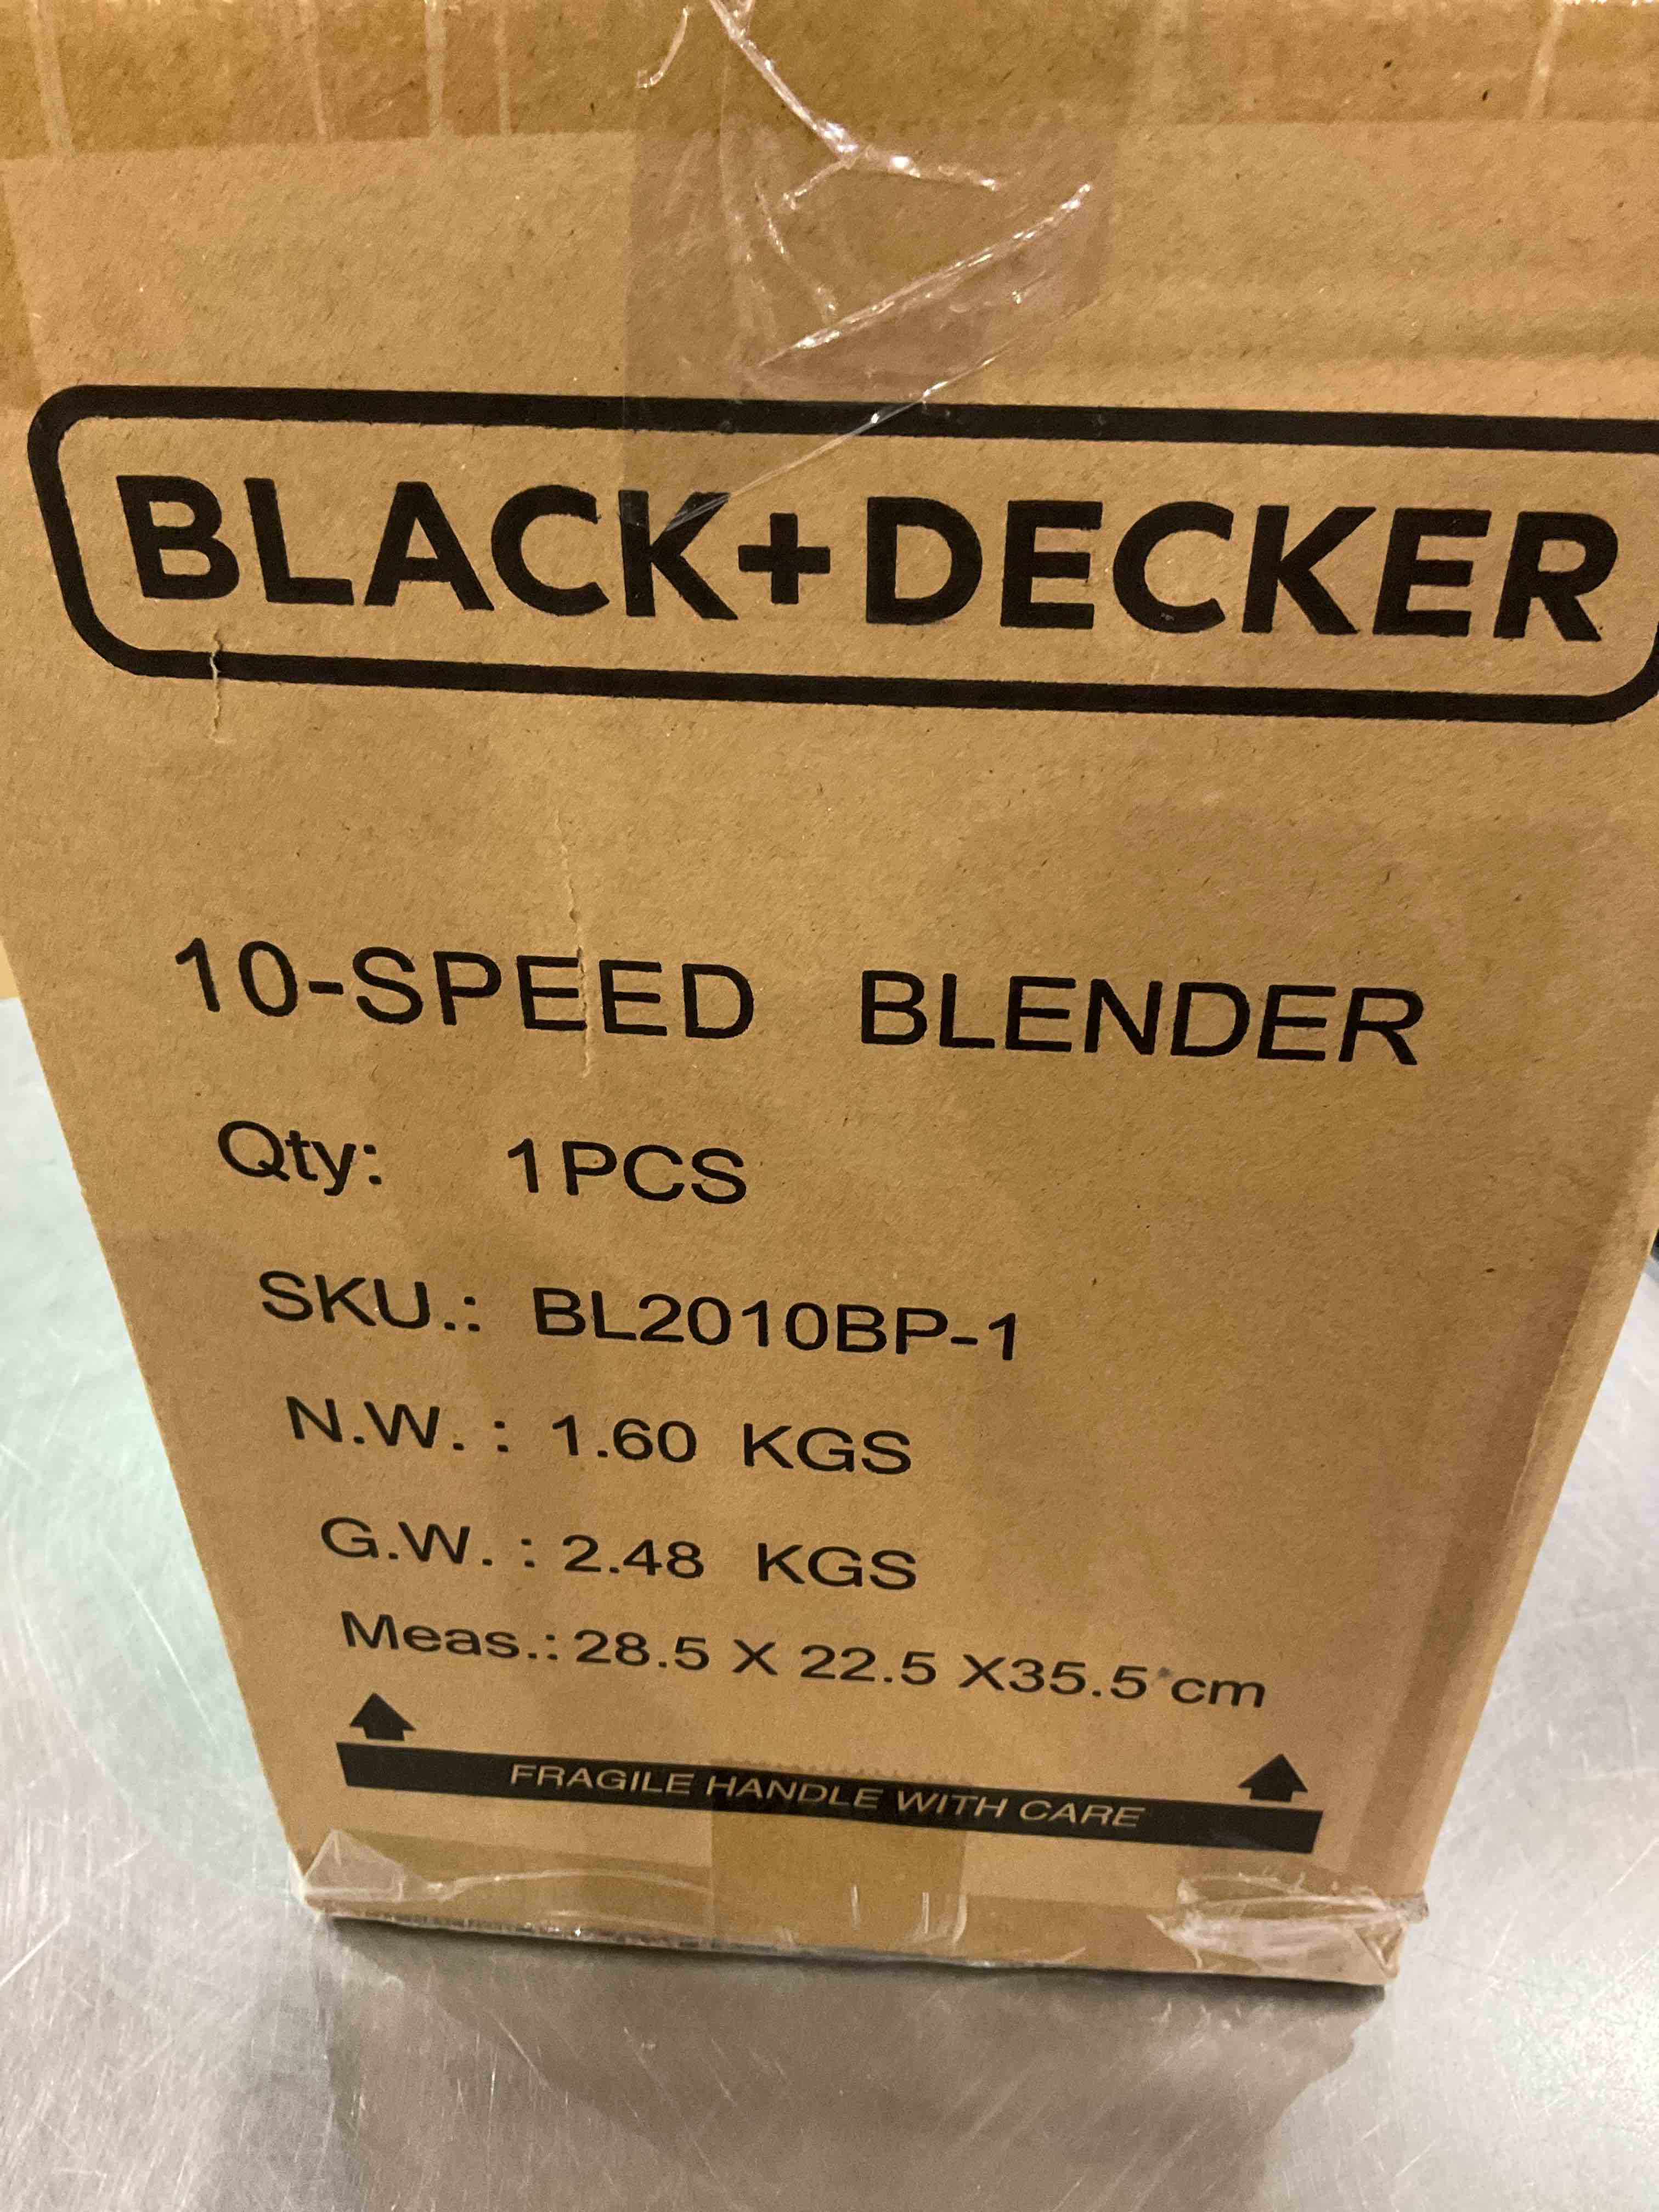 BLACK+DECKER
10-SPEED BLENDER
Qty: 1PCS
SKU.: BL2010BP-1
N.W. : 1.60 KGS
G.W. : 2.48 KGS
Meas.: 28.5 X 22.5 X35.5 cm
FRAGILE HANDLE WITH CARE